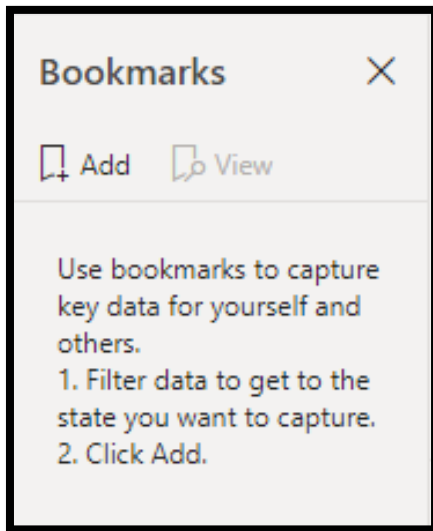 Bookmarks
Add View
Use bookmarks to capture
key data for yourself and
others.
1. Filter data to get to the
state you want to capture.
2. Click Add.